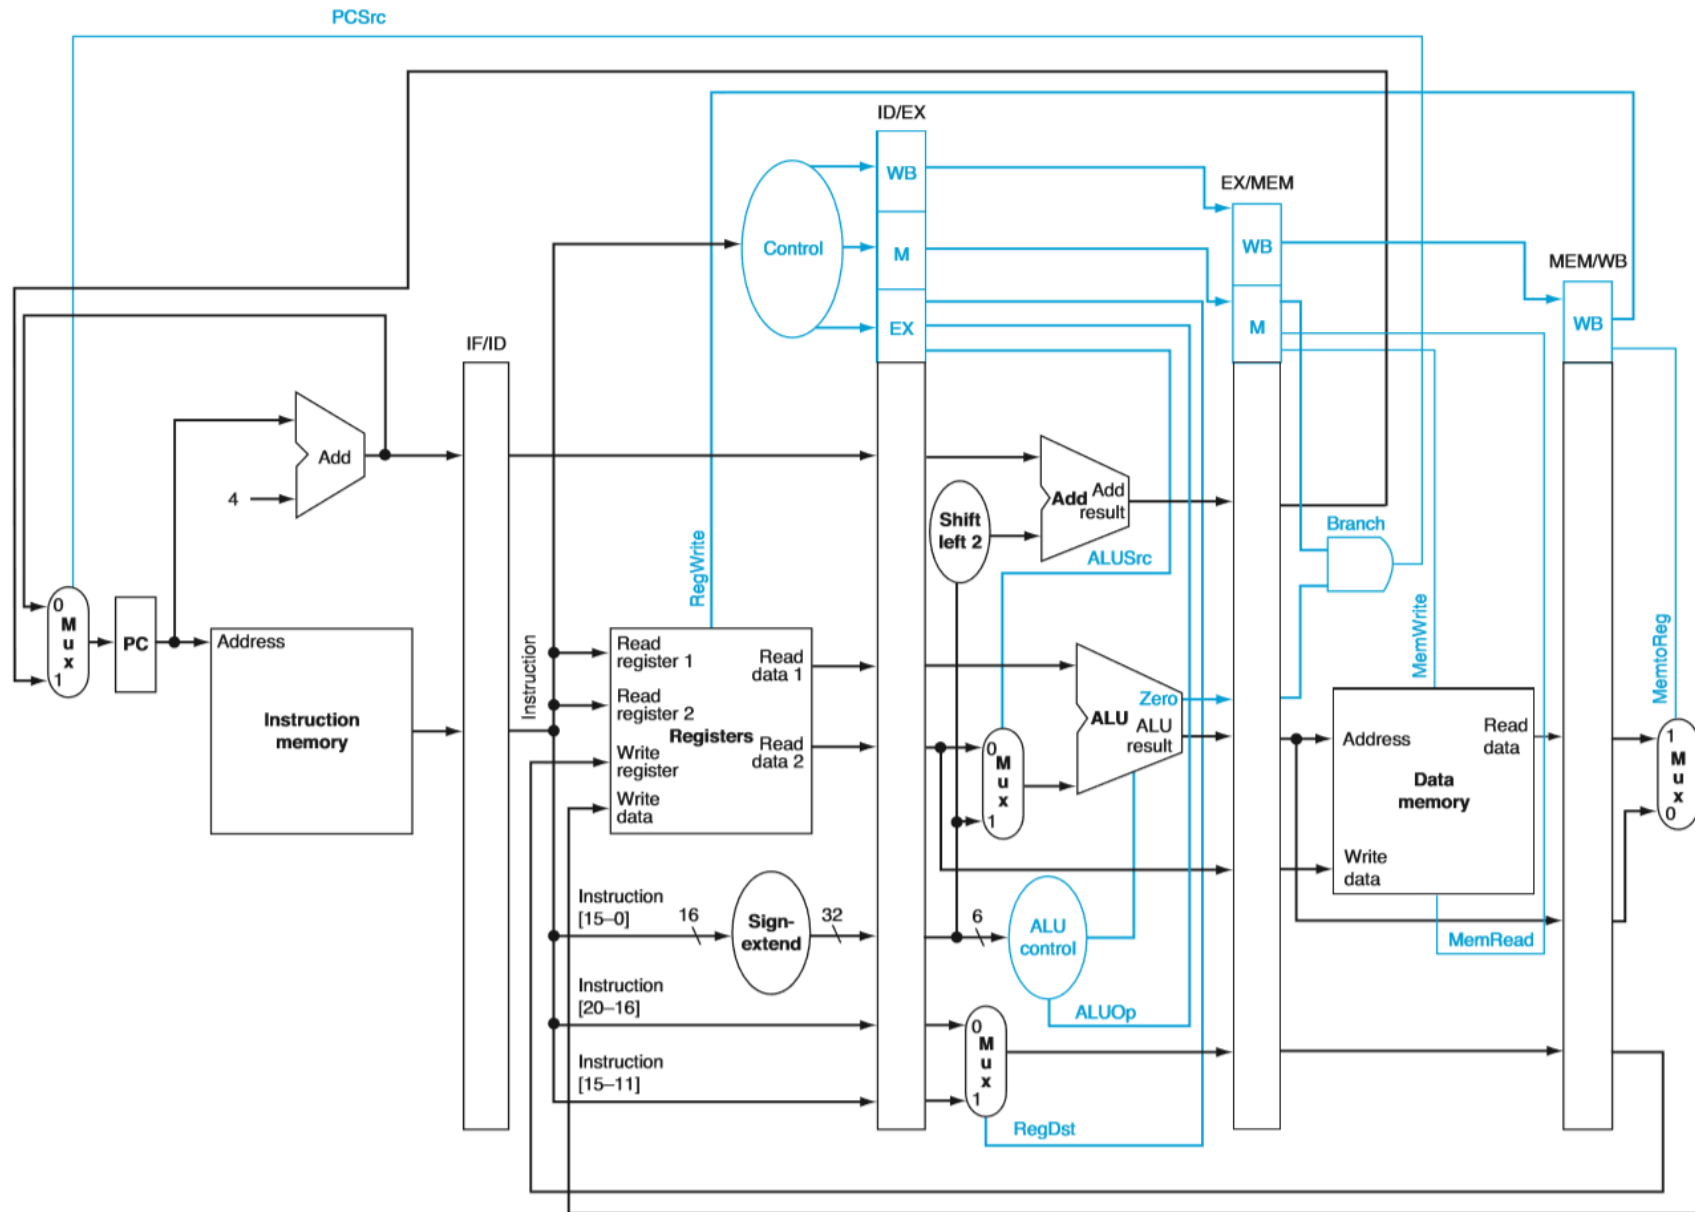 PCSrc
ID/EX
WB
EX/MEM
Control
M
WB
MEM/WB
EX
M
WB
IF/ID
Add
4
Shift
left 2
Add
Add
result
Branch
ALUSrc
RegWrite
MemWrite
MemtoReg
0
M
u
x
1
PC
Address
Instruction
memory
Instruction
Read
register 1
Read
register 2
Write
register
Write
data
Registers
Read
data 1
Read
data 2
0
M
u
x
1
Zero
ALU
ALU
result
Address
Read
data
Data
memory
Write
data
1
M
u
x
0
MemRead
Instruction
[15–0]
16
Sign-
extend
32
6
ALU
control
ALUOp
Instruction
[20–16]
Instruction
[15–11]
0
M
u
x
1
RegDst